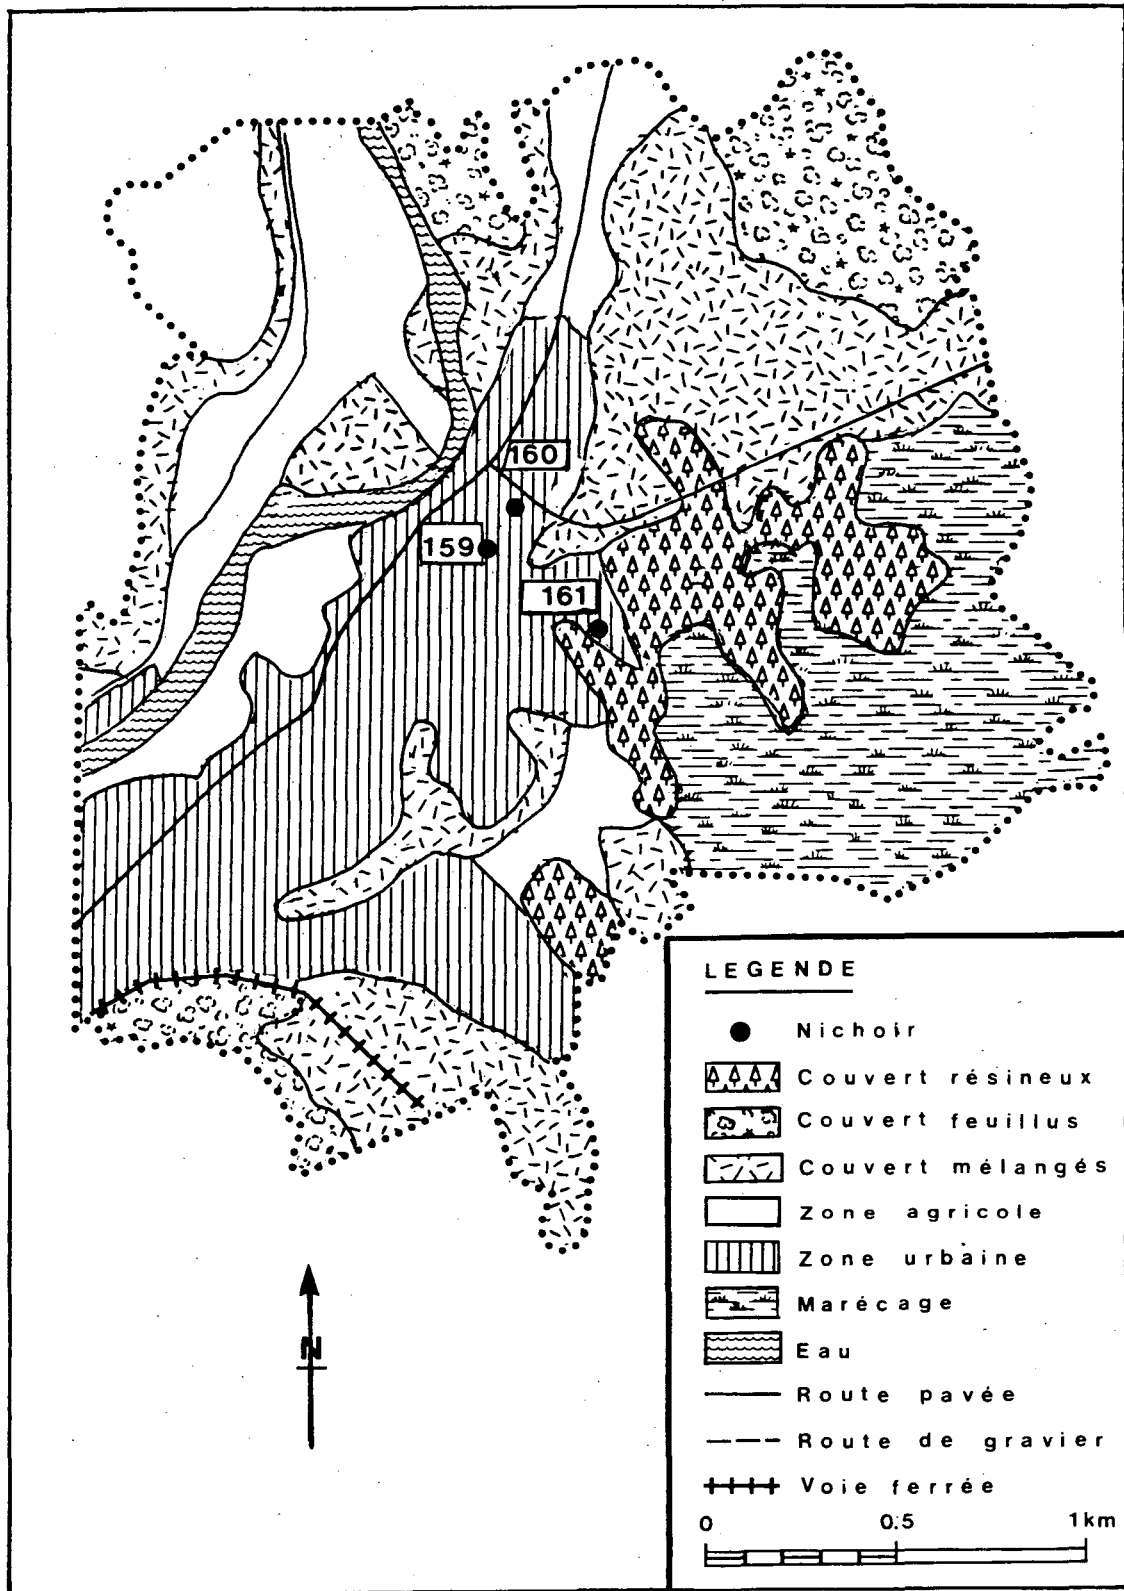 160
159
161
N
LEGENDE
Nichoir
Couvert résineux
Couvert feuillus
Couvert mélangés
Zone agricole
Zone urbaine
Marécage
Eau
Route pavée
Route de gravier
Voie ferrée
0 0.5 1km